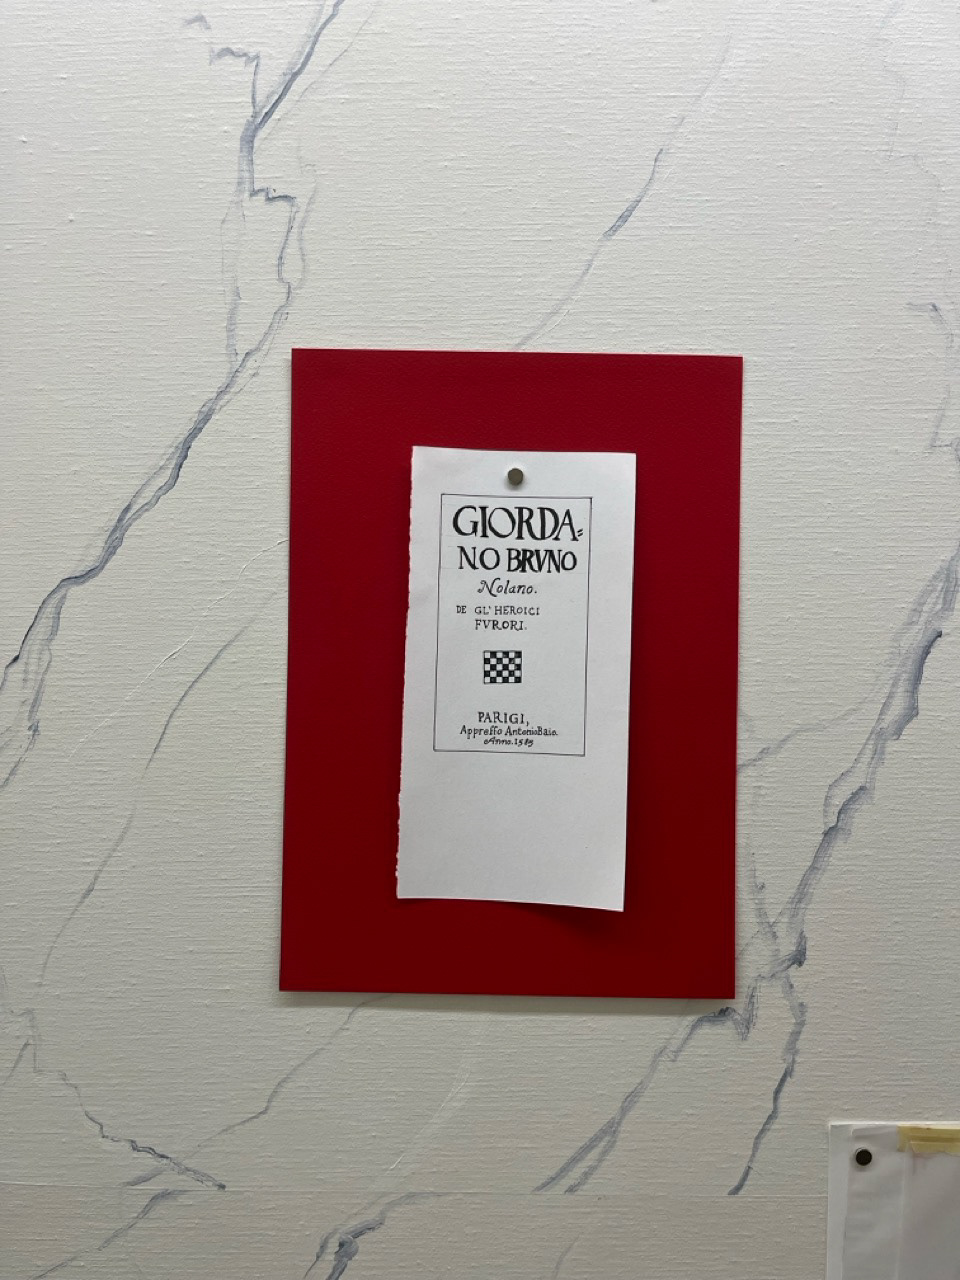 GIORDA=
NO BRVNO
Nolano.
DE GL' HEROICI
FVRORI.
PARIGI,
Appresso Antonio Baio.
Anno. 1585